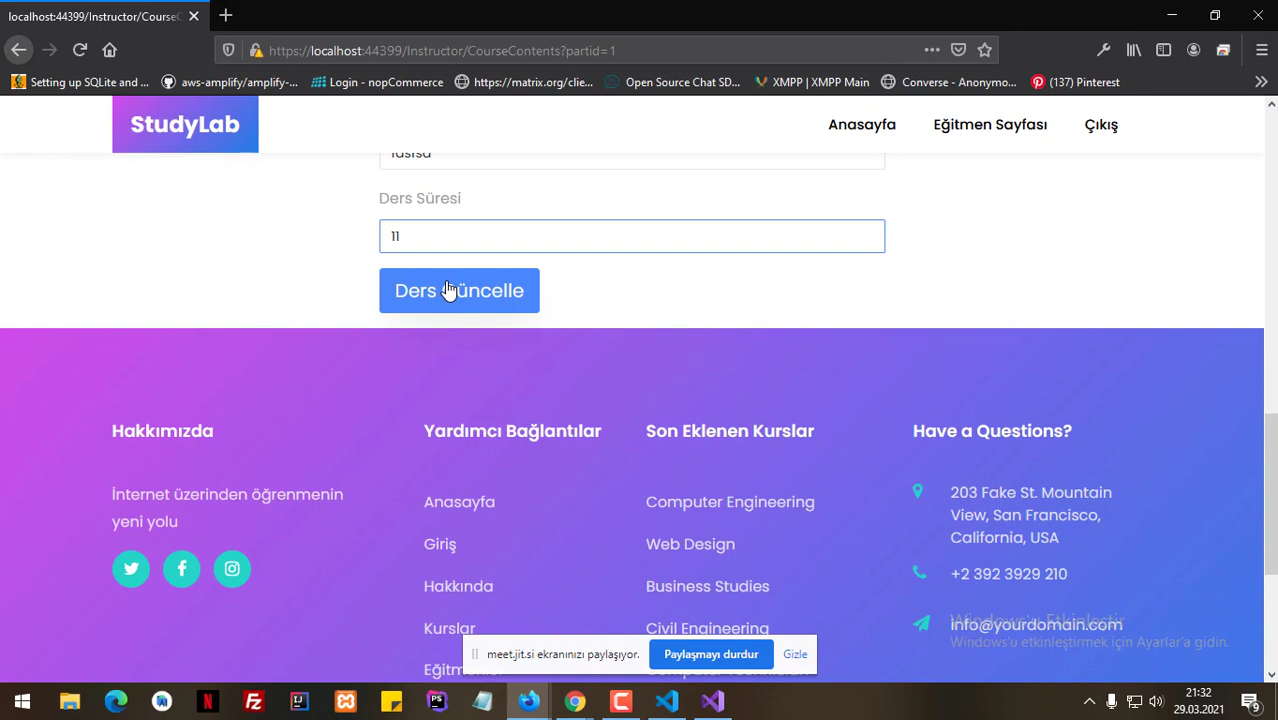 localhost:44399/Instructor/CourseC
https://localhost:44399/Instructor/CourseContents?partid=1
Setting up SQLite and ...
aws-amplify/amplify-...
Login - nopCommerce
https://matrix.org/clie...
Open Source Chat SD...
XMPP | XMPP Main
Converse - Anonymo...
(137) Pinterest
StudyLab
Anasayfa
Eğitmen Sayfası
Çıkış
Ders Süresi
11
Ders Güncelle
Hakkımızda
İnternet üzerinden öğrenmenin
yeni yolu
Yardımcı Bağlantılar
Anasayfa
Giriş
Hakkında
Kurslar
Son Eklenen Kurslar
Computer Engineering
Web Design
Business Studies
Civil Engineering
Have a Questions?
203 Fake St. Mountain
View, San Francisco,
California, USA
+2 392 3929 210
info@yourdomain.com
Windows'u Etkinleştir
Windows'u etkinleştirmek için Ayarlar'a gidin.
meet.jit.si ekranınızı paylaşıyor.
Paylaşmayı durdur
Gizle
21:32
29.03.2021
9